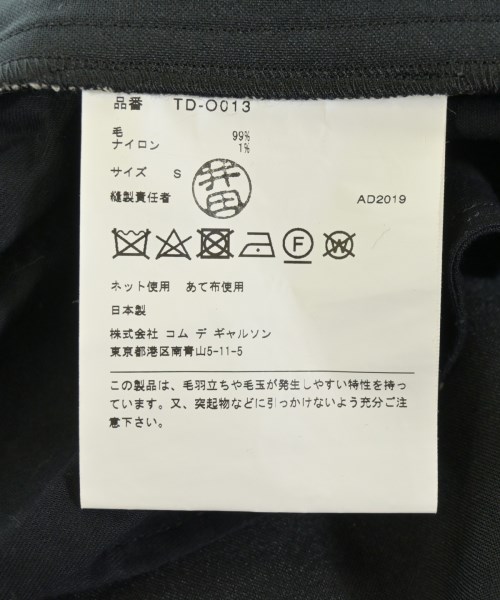 品番 TD-O013
毛 99%
ナイロン 1%
サイズ S
縫製責任者 井田 AD2019
F W
ネット使用 あて布使用
日本製
株式会社 コム デ ギャルソン
東京都港区南青山5-11-5
この製品は、毛羽立ちや毛玉が発生しやすい特性を持っ
ています。又、突起物などに引っかけないよう充分ご注
意下さい。